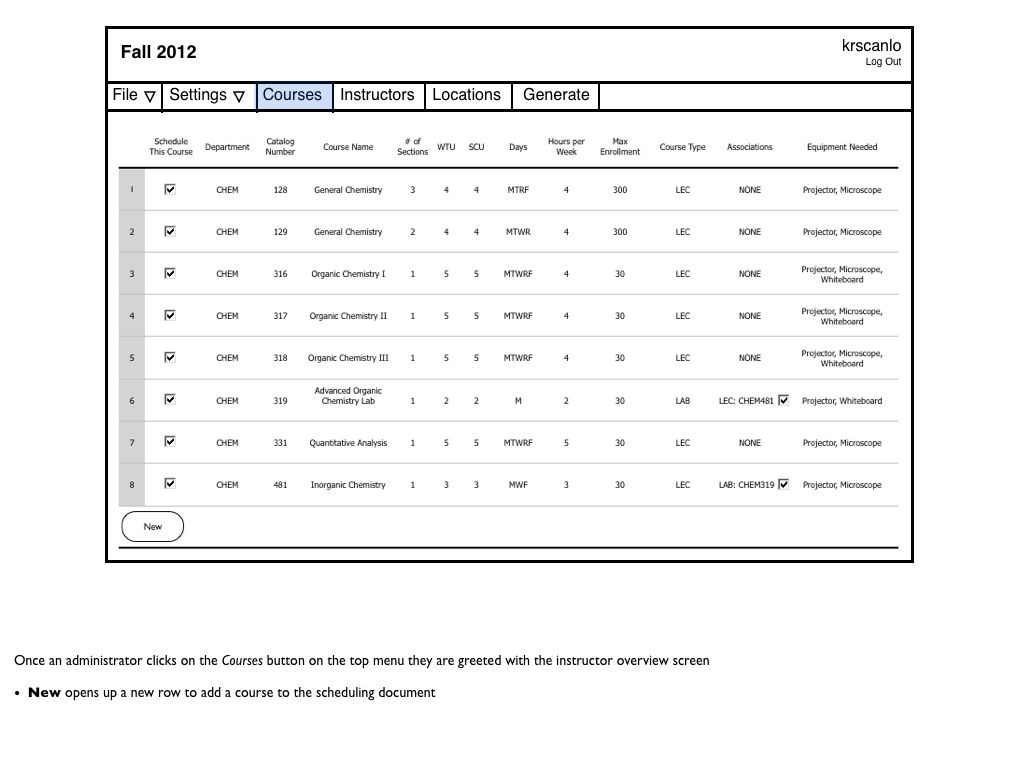 Fall 2012
krscanlo
Log Out
File ▽ Settings ▽ Courses Instructors Locations Generate
Schedule This Course Department Catalog Number Course Name # of Sections WTU SCU Days Hours per Week Max Enrollment Course Type Associations Equipment Needed
1 CHEM 128 General Chemistry 3 4 4 MTRF 4 300 LEC NONE Projector, Microscope
2 CHEM 129 General Chemistry 2 4 4 MTWR 4 300 LEC NONE Projector, Microscope
3 CHEM 316 Organic Chemistry I 1 5 5 MTWRF 4 30 LEC NONE Projector, Microscope, Whiteboard
4 CHEM 317 Organic Chemistry II 1 5 5 MTWRF 4 30 LEC NONE Projector, Microscope, Whiteboard
5 CHEM 318 Organic Chemistry III 1 5 5 MTWRF 4 30 LEC NONE Projector, Microscope, Whiteboard
6 CHEM 319 Advanced Organic Chemistry Lab 1 2 2 M 2 30 LAB LEC: CHEM481 Projector, Whiteboard
7 CHEM 331 Quantitative Analysis 1 5 5 MTWRF 5 30 LEC NONE Projector, Microscope
8 CHEM 481 Inorganic Chemistry 1 3 3 MWF 3 30 LEC LAB: CHEM319 Projector, Microscope
New
Once an administrator clicks on the Courses button on the top menu they are greeted with the instructor overview screen
• New opens up a new row to add a course to the scheduling document